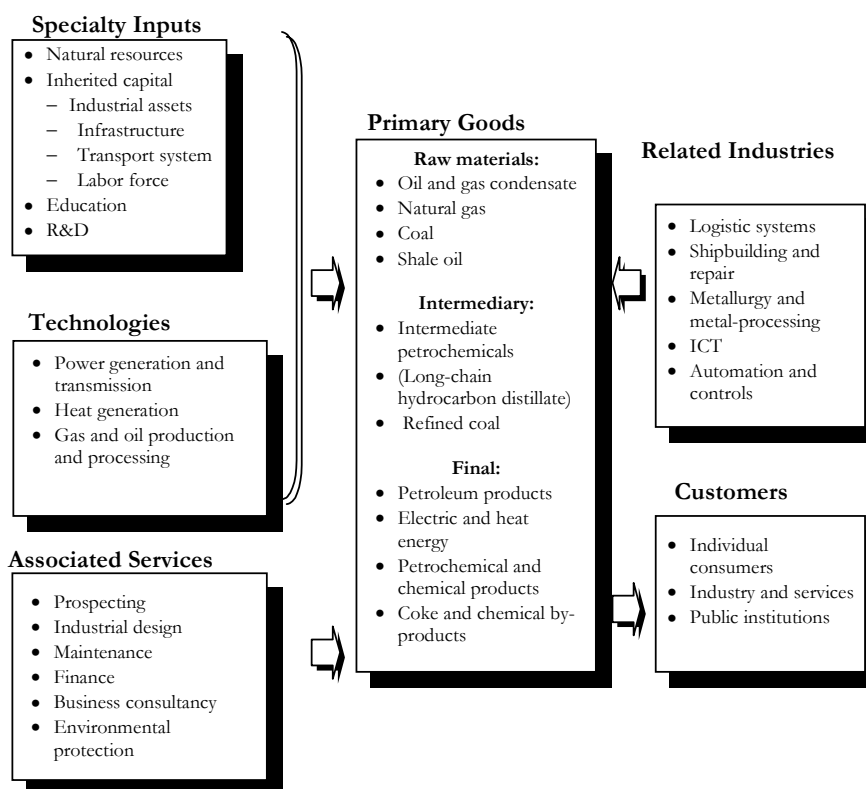 Specialty Inputs
• Natural resources
• Inherited capital
– Industrial assets
– Infrastructure
– Transport system
– Labor force
• Education
• R&D
Technologies
• Power generation and
transmission
• Heat generation
• Gas and oil production
and processing
Associated Services
• Prospecting
• Industrial design
• Maintenance
• Finance
• Business consultancy
• Environmental
protection
Primary Goods
Raw materials:
• Oil and gas condensate
• Natural gas
• Coal
• Shale oil
Intermediary:
• Intermediate
petrochemicals
• (Long-chain
hydrocarbon distillate)
• Refined coal
Final:
• Petroleum products
• Electric and heat
energy
• Petrochemical and
chemical products
• Coke and chemical by-
products
Related Industries
• Logistic systems
• Shipbuilding and
repair
• Metallurgy and
metal-processing
• ICT
• Automation and
controls
Customers
• Individual
consumers
• Industry and services
• Public institutions